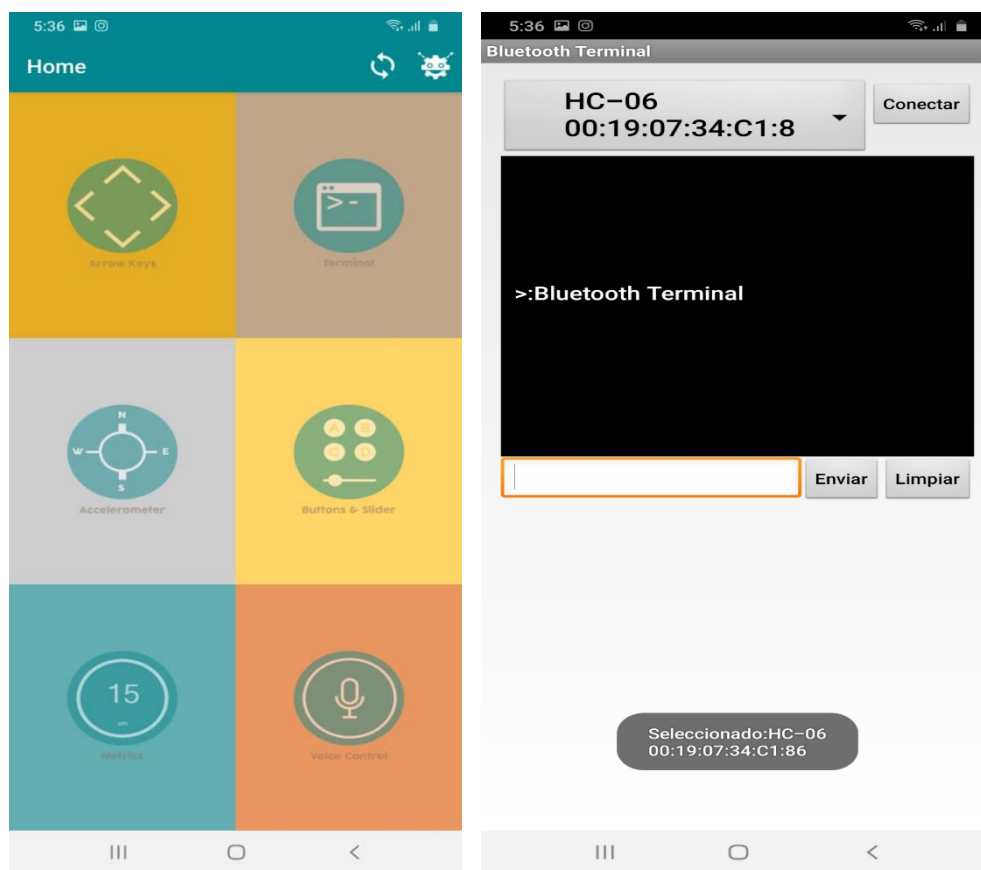 5:36
Home
Arrow Keys
Terminal
>-
N
W
E
S
Accelerometer
A B
C D
Buttons & Slider
15
cm
Metrics
Voice Control
5:36
Bluetooth Terminal
HC-06
00:19:07:34:C1:8
Conectar
>:Bluetooth Terminal
Enviar
Limpiar
Seleccionado:HC-06
00:19:07:34:C1:86